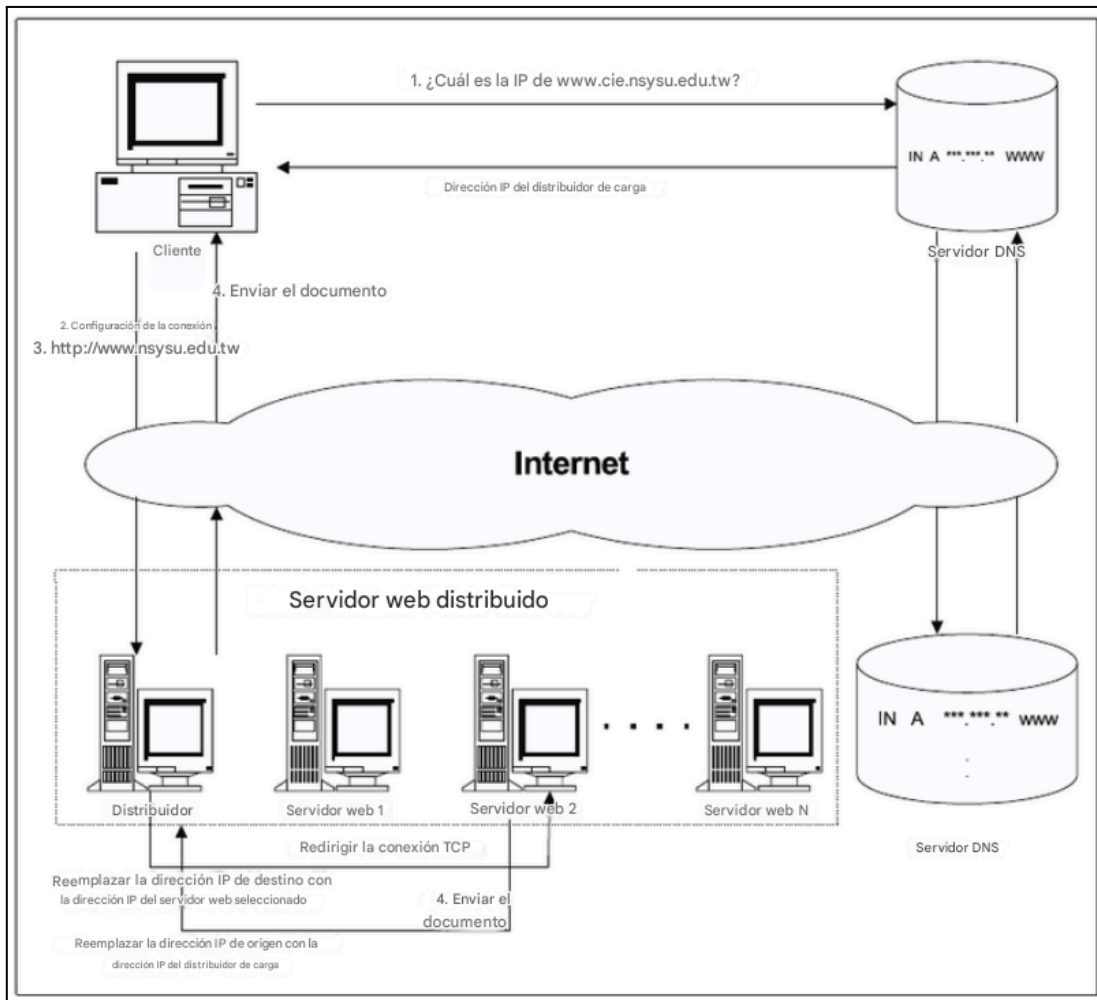 1. ¿Cuál es la IP de www.cie.nsysu.edu.tw?
IN A ***.***.** WWW
Dirección IP del distribuidor de carga
Cliente
Servidor DNS
4. Enviar el documento
2. Configuración de la conexión
3. http://www.nsysu.edu.tw
Internet
Servidor web distribuido
IN A ***.***.** WWW
.
.
. . . .
Distribuidor
Servidor web 1
Servidor web 2
Servidor web N
Servidor DNS
Redirigir la conexión TCP
Reemplazar la dirección IP de destino con
la dirección IP del servidor web seleccionado
4. Enviar el
documento
Reemplazar la dirección IP de origen con la
dirección IP del distribuidor de carga